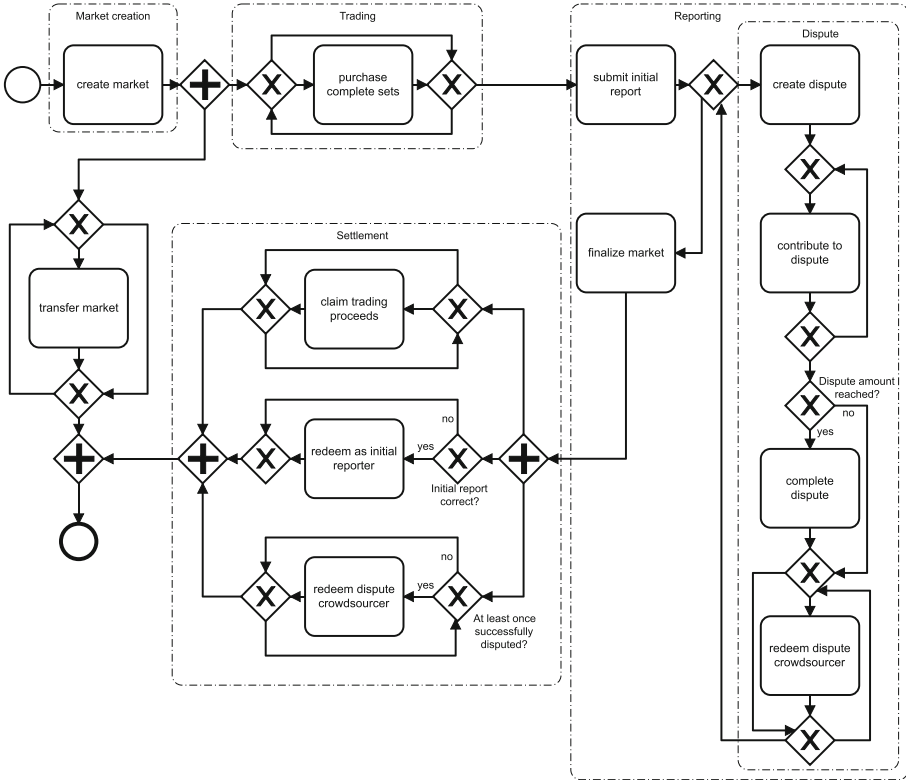 Market creation
Trading
Reporting
Dispute
create market
purchase
complete sets
submit initial
report
create dispute
transfer market
Settlement
claim trading
proceeds
finalize market
contribute to
dispute
Dispute amount
reached?
no
yes
no
yes
redeem as initial
reporter
Initial report
correct?
complete
dispute
no
yes
redeem dispute
crowdsourcer
At least once
successfully
disputed?
redeem dispute
crowdsourcer